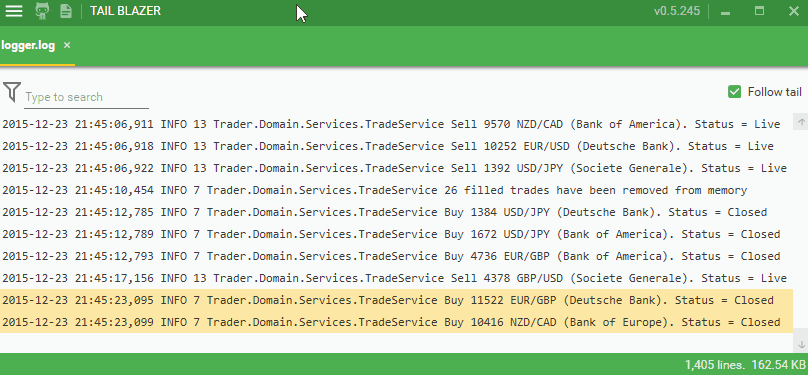 TAIL BLAZER
v0.5.245
logger.log ×
Type to search
Follow tail
2015-12-23 21:45:06,911 INFO 13 Trader.Domain.Services.TradeService Sell 9570 NZD/CAD (Bank of America). Status = Live
2015-12-23 21:45:06,918 INFO 13 Trader.Domain.Services.TradeService Sell 10252 EUR/USD (Deutsche Bank). Status = Live
2015-12-23 21:45:06,922 INFO 13 Trader.Domain.Services.TradeService Sell 1392 USD/JPY (Societe Generale). Status = Live
2015-12-23 21:45:10,454 INFO 7 Trader.Domain.Services.TradeService 26 filled trades have been removed from memory
2015-12-23 21:45:12,785 INFO 7 Trader.Domain.Services.TradeService Buy 1384 USD/JPY (Deutsche Bank). Status = Closed
2015-12-23 21:45:12,789 INFO 7 Trader.Domain.Services.TradeService Buy 1672 USD/JPY (Bank of America). Status = Closed
2015-12-23 21:45:12,793 INFO 7 Trader.Domain.Services.TradeService Buy 4736 EUR/GBP (Bank of America). Status = Closed
2015-12-23 21:45:17,156 INFO 13 Trader.Domain.Services.TradeService Sell 4378 GBP/USD (Societe Generale). Status = Live
2015-12-23 21:45:23,095 INFO 7 Trader.Domain.Services.TradeService Buy 11522 EUR/GBP (Deutsche Bank). Status = Closed
2015-12-23 21:45:23,099 INFO 7 Trader.Domain.Services.TradeService Buy 10416 NZD/CAD (Bank of Europe). Status = Closed
1,405 lines. 162.54 KB